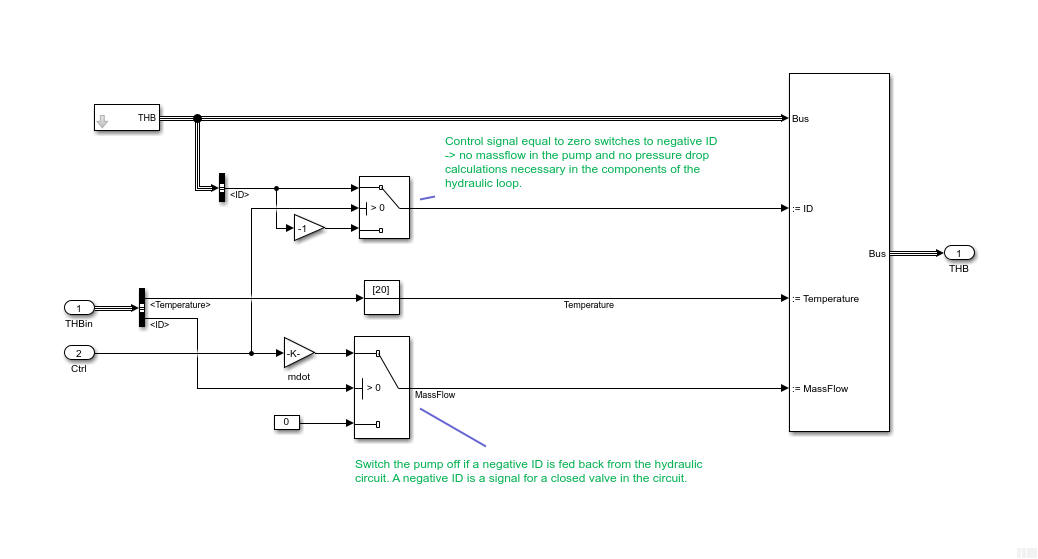 THB
Bus
Control signal equal to zero switches to negative ID
-> no massflow in the pump and no pressure drop
calculations necessary in the components of the
hydraulic loop.
<ID>
> 0
:= ID
-1
Bus
1
THB
[20]
1
<Temperature>
Temperature
:= Temperature
THBin
<ID>
2
-K-
Ctrl
mdot
> 0
MassFlow
:= MassFlow
0
Switch the pump off if a negative ID is fed back from the hydraulic
circuit. A negative ID is a signal for a closed valve in the circuit.